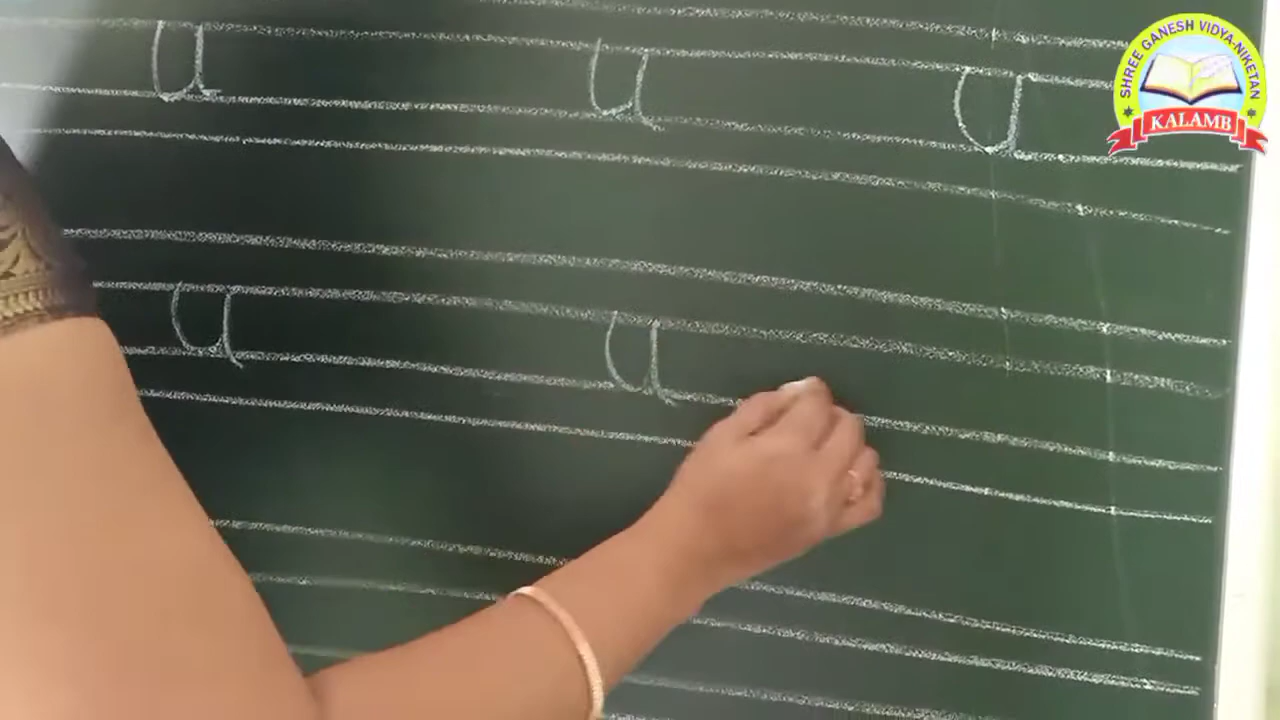 u u u
u u
SHREE GANESH VIDYA-NIKETAN
KALAMB